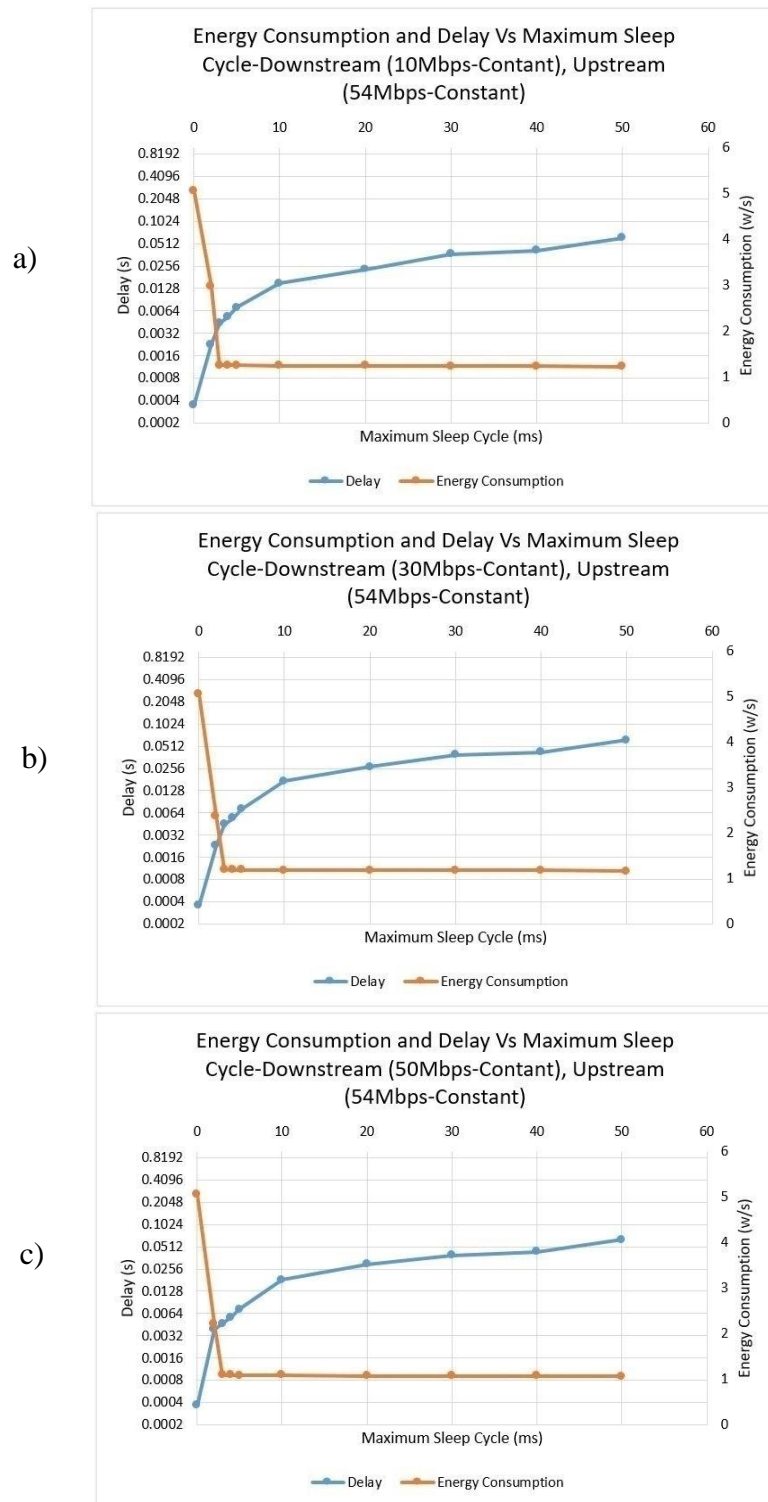 a)
Energy Consumption and Delay Vs Maximum Sleep
Cycle-Downstream (10Mbps-Contant), Upstream
(54Mbps-Constant)
0 10 20 30 40 50 60
0.8192
0.4096
0.2048
0.1024
0.0512
0.0256
0.0128
0.0064
0.0032
0.0016
0.0008
0.0004
0.0002
Delay (s)
6
5
4
3
2
1
0
Energy Consumption (w/s)
Maximum Sleep Cycle (ms)
Delay Energy Consumption
b)
Energy Consumption and Delay Vs Maximum Sleep
Cycle-Downstream (30Mbps-Contant), Upstream
(54Mbps-Constant)
0 10 20 30 40 50 60
0.8192
0.4096
0.2048
0.1024
0.0512
0.0256
0.0128
0.0064
0.0032
0.0016
0.0008
0.0004
0.0002
Delay (s)
6
5
4
3
2
1
0
Energy Consumption (w/s)
Maximum Sleep Cycle (ms)
Delay Energy Consumption
c)
Energy Consumption and Delay Vs Maximum Sleep
Cycle-Downstream (50Mbps-Contant), Upstream
(54Mbps-Constant)
0 10 20 30 40 50 60
0.8192
0.4096
0.2048
0.1024
0.0512
0.0256
0.0128
0.0064
0.0032
0.0016
0.0008
0.0004
0.0002
Delay (s)
6
5
4
3
2
1
0
Energy Consumption (w/s)
Maximum Sleep Cycle (ms)
Delay Energy Consumption